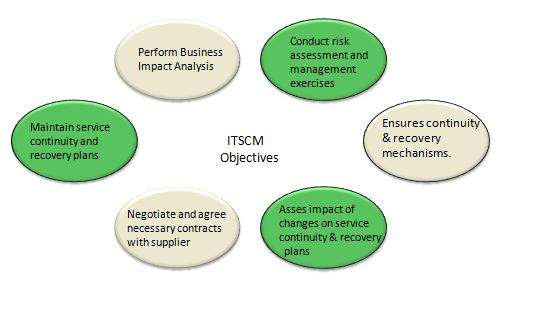 Perform Business
Impact Analysis
Conduct risk
assessment and
management
exercises
Maintain service
continuity and
recovery plans
ITSCM
Objectives
Ensures continuity
& recovery
mechanisms.
Negotiate and agree
necessary contracts
with supplier
Asses impact of
changes on service
continuity & recovery
plans